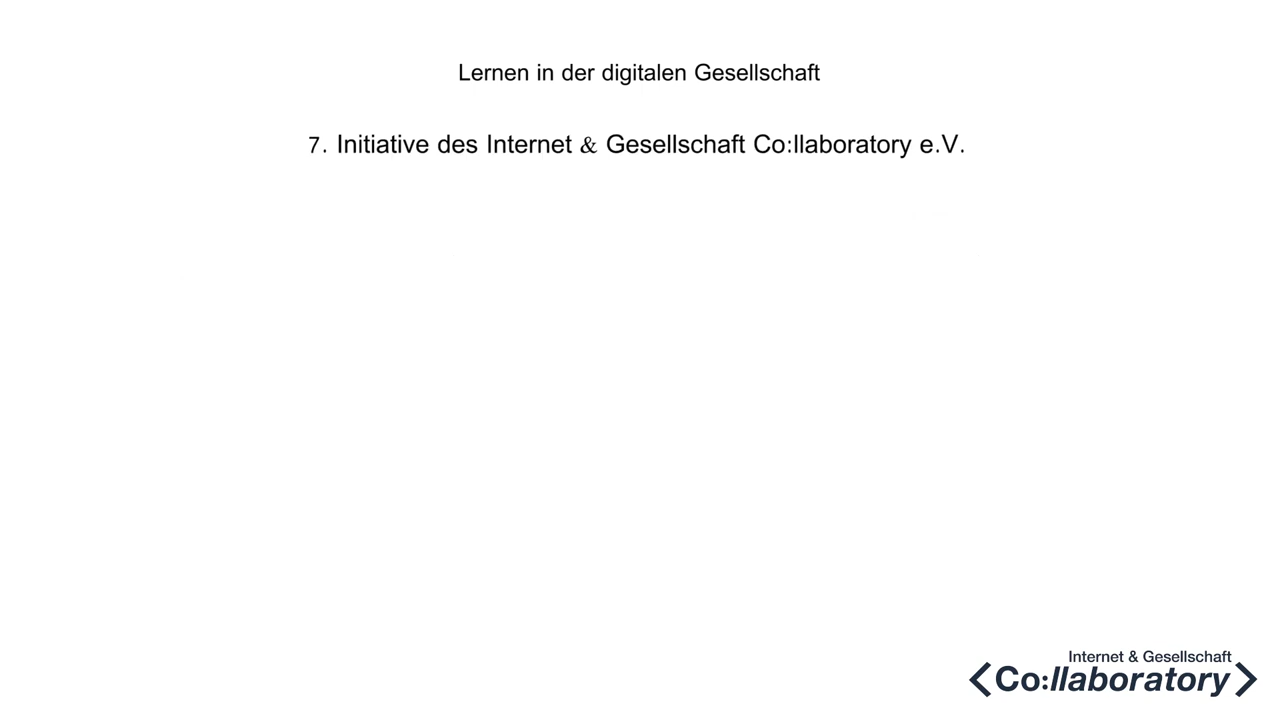 Lernen in der digitalen Gesellschaft
7. Initiative des Internet & Gesellschaft Co:llaboratory e.V.
Internet & Gesellschaft
<Co:llaboratory>